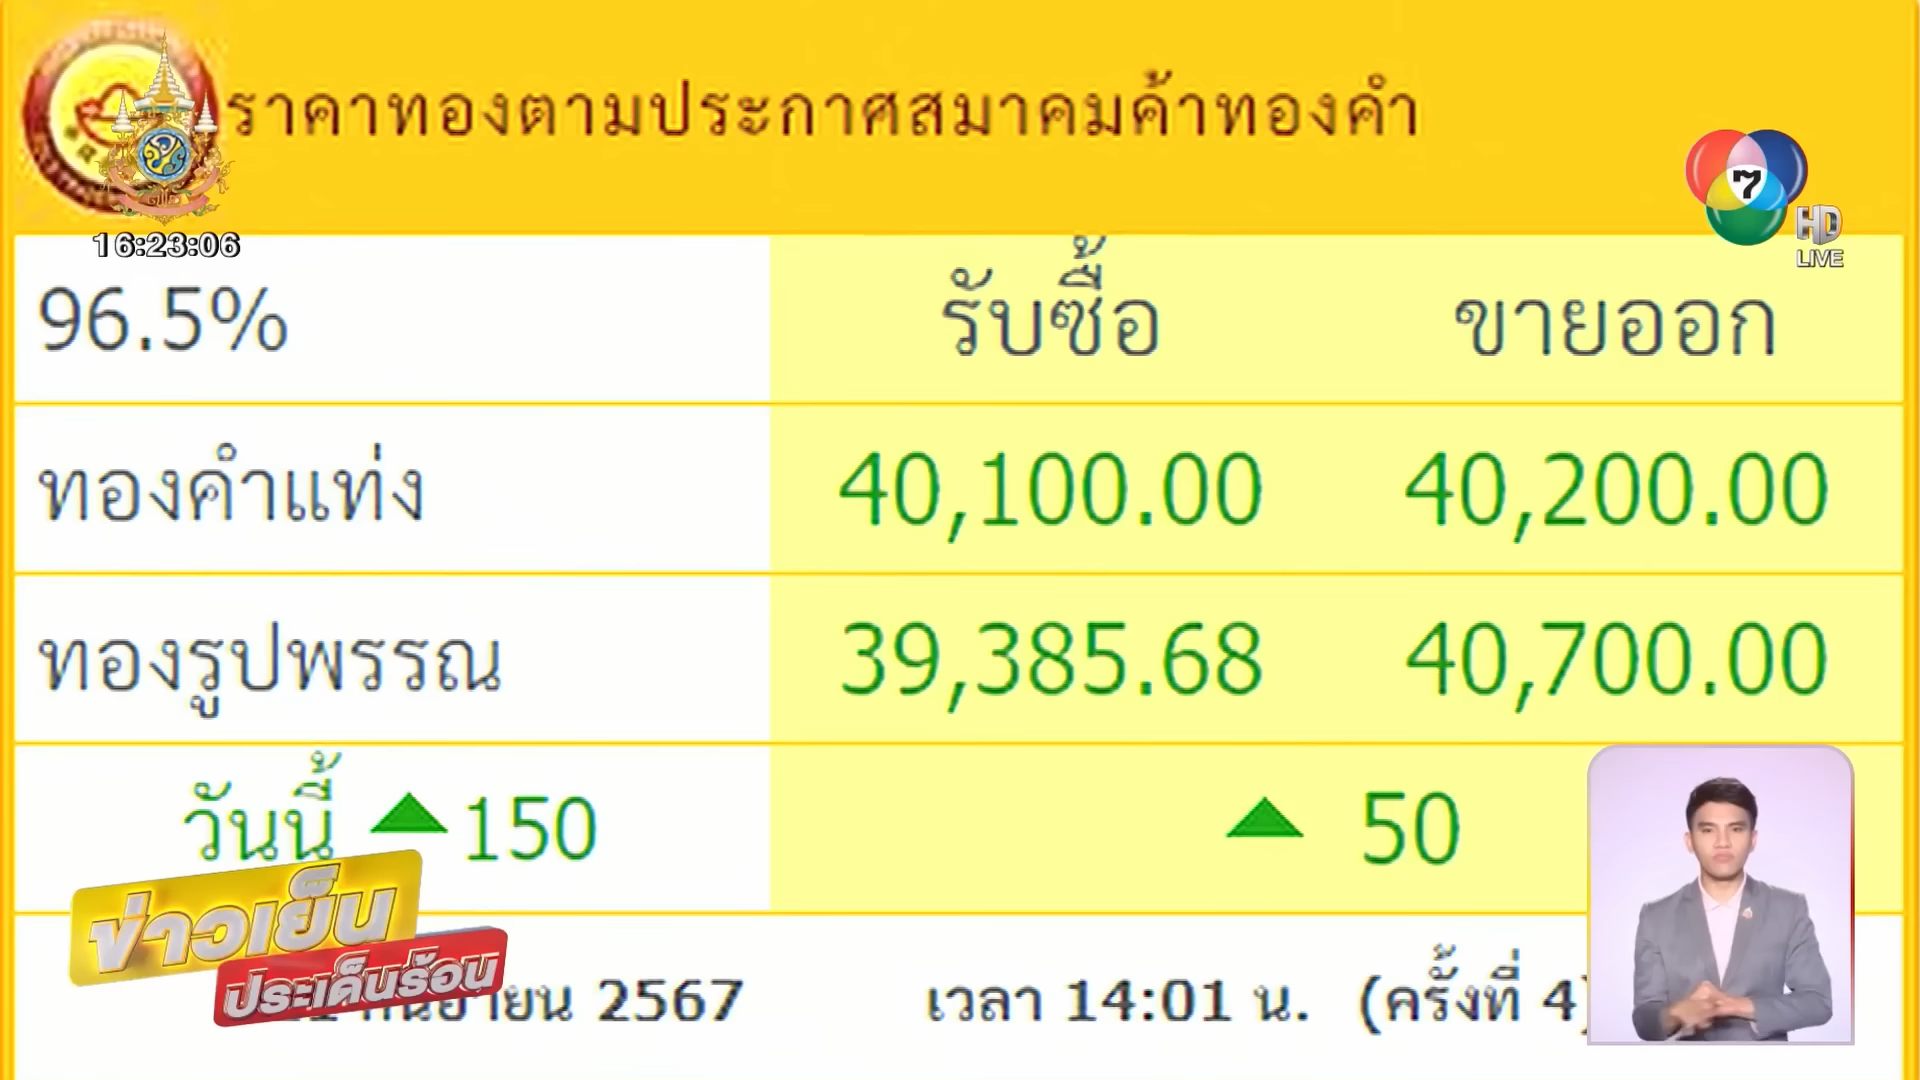 ราคาทองตามประกาศสมาคมค้าทองคำ
7
HD
LIVE
16:23:06
96.5% รับซื้อ ขายออก
ทองคำแท่ง 40,100.00 40,200.00
ทองรูปพรรณ 39,385.68 40,700.00
วันนี้ ▲ 150 ▲ 50
ข่าวเย็น
ประเด็นร้อน
2567 เวลา 14:01 น. (ครั้งที่ 4)